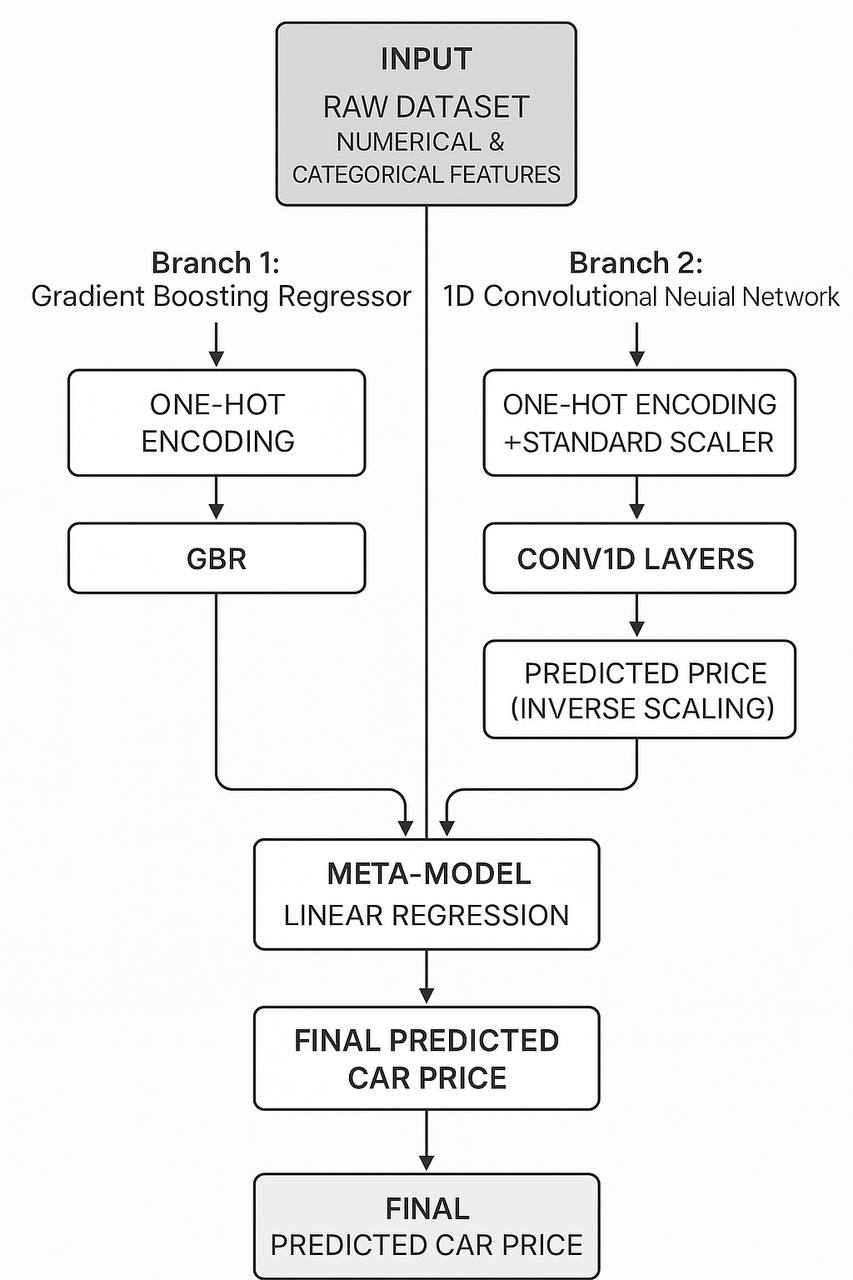 INPUT
RAW DATASET
NUMERICAL &
CATEGORICAL FEATURES
Branch 1:
Gradient Boosting Regressor
ONE-HOT
ENCODING
GBR
Branch 2:
1D Convolutional Neuial Network
ONE-HOT ENCODING
+STANDARD SCALER
CONV1D LAYERS
PREDICTED PRICE
(INVERSE SCALING)
META-MODEL
LINEAR REGRESSION
FINAL PREDICTED
CAR PRICE
FINAL
PREDICTED CAR PRICE